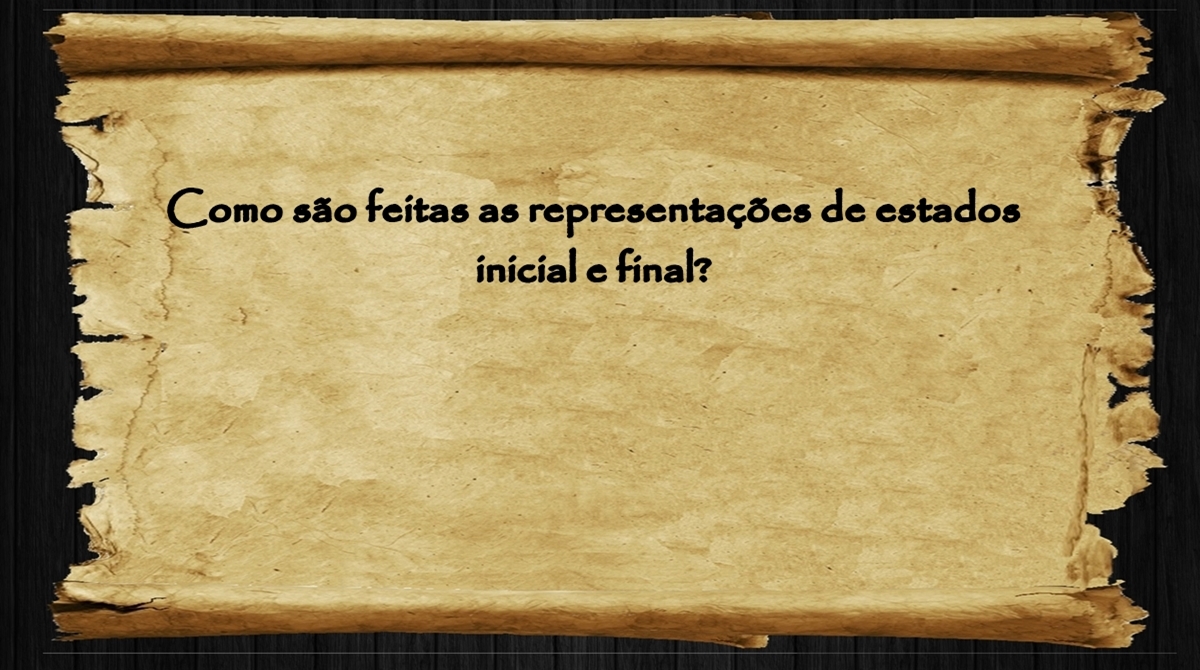 Como são feitas as representações de estados
inicial e final?